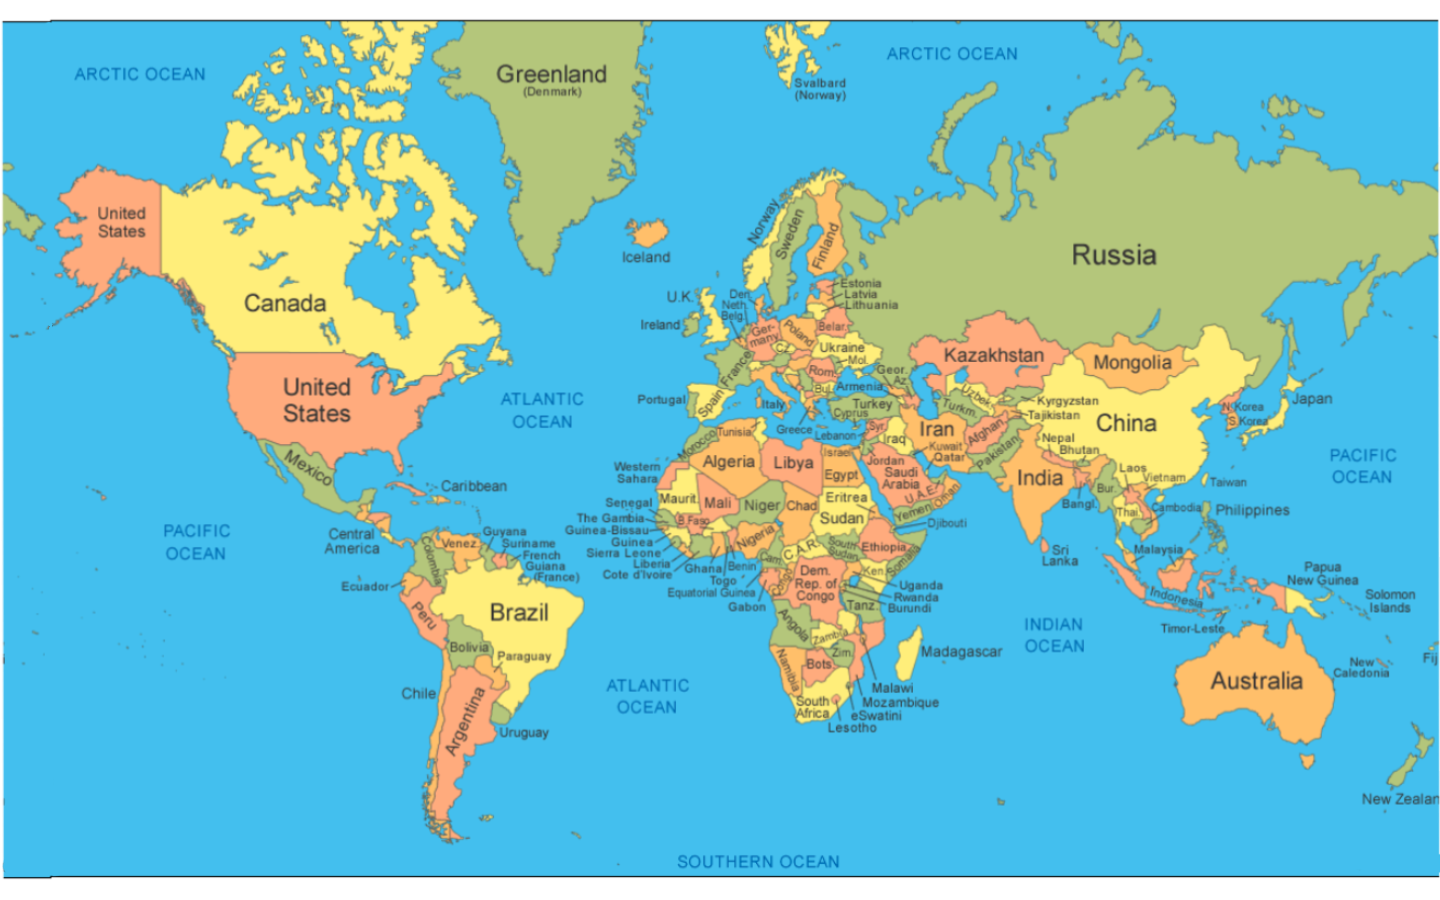 ARCTIC OCEAN
Greenland
(Denmark)
Svalbard
(Norway)
ARCTIC OCEAN
United
States
Canada
Iceland
Norway
Sweden
Finland
Russia
Estonia
Latvia
Lithuania
U.K.
Ireland
Den.
Neth.
Belg.
Ger-
many
Poland
Belar.
Cz.
Ukraine
Mol.
France
Rom.
Bul.
Geor.
Az.
Armenia
Kazakhstan
Mongolia
United
States
ATLANTIC
OCEAN
Portugal
Spain
Italy
Greece
Turkey
Cyprus
Lebanon
Syr.
Iraq
Iran
Uzbek.
Turkm.
Kyrgyzstan
Tajikistan
Afghan.
Pakistan
China
N. Korea
S. Korea
Japan
PACIFIC
OCEAN
Mexico
Morocco
Tunisia
Western
Sahara
Algeria
Libya
Israel
Egypt
Jordan
Kuwait
Qatar
Saudi
Arabia
U.A.E.
Oman
Yemen
Nepal
Bhutan
India
Bangl.
Bur.
Laos
Vietnam
Thai.
Cambodia
Taiwan
Philippines
Caribbean
PACIFIC
OCEAN
Central
America
Senegal
The Gambia
Guinea-Bissau
Guinea
Sierra Leone
Liberia
Cote d'Ivoire
Maurit.
Mali
B.Faso
Niger
Chad
Eritrea
Sudan
Djibouti
Ghana
Togo
Benin
Nigeria
Cam.
C.A.R.
South
Sudan
Ethiopia
Somalia
Sri
Lanka
Malaysia
Guyana
Suriname
French
Guiana
(France)
Venez.
Colombia
Ecuador
Equatorial Guinea
Gabon
Congo
Dem.
Rep. of
Congo
Ken.
Uganda
Rwanda
Burundi
Tanz.
Indonesia
Papua
New Guinea
Solomon
Islands
Timor-Leste
Peru
Brazil
Bolivia
Paraguay
Chile
Argentina
Uruguay
ATLANTIC
OCEAN
Angola
Zambia
Zim.
Namibia
Bots.
South
Africa
Malawi
Mozambique
eSwatini
Lesotho
Madagascar
INDIAN
OCEAN
Australia
New
Caledonia
Fij
New Zealan
SOUTHERN OCEAN